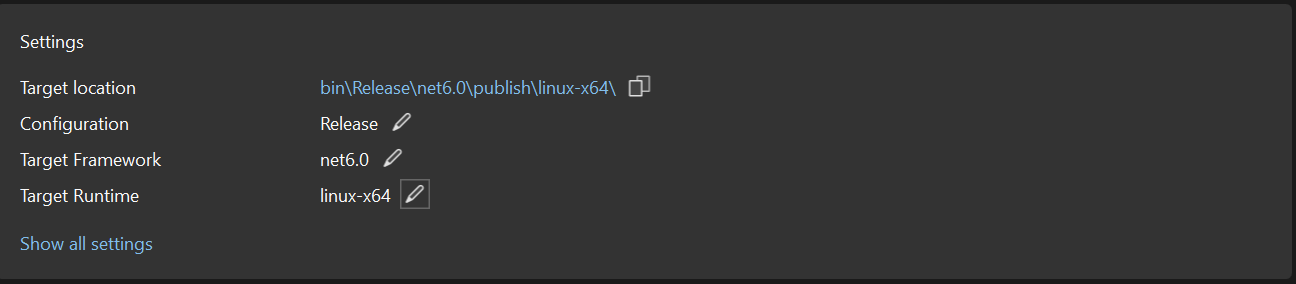 Settings
Target location bin\Release\net6.0\publish\linux-x64\
Configuration Release
Target Framework net6.0
Target Runtime linux-x64
Show all settings